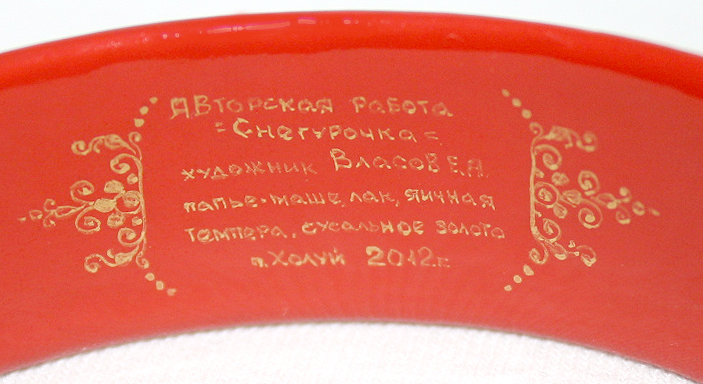 Авторская работа
= Снегурочка =
художник Власов Е.А.
папье-маше, лак, яичная
темпера, сусальное золото
п. Холуй 2012 г.